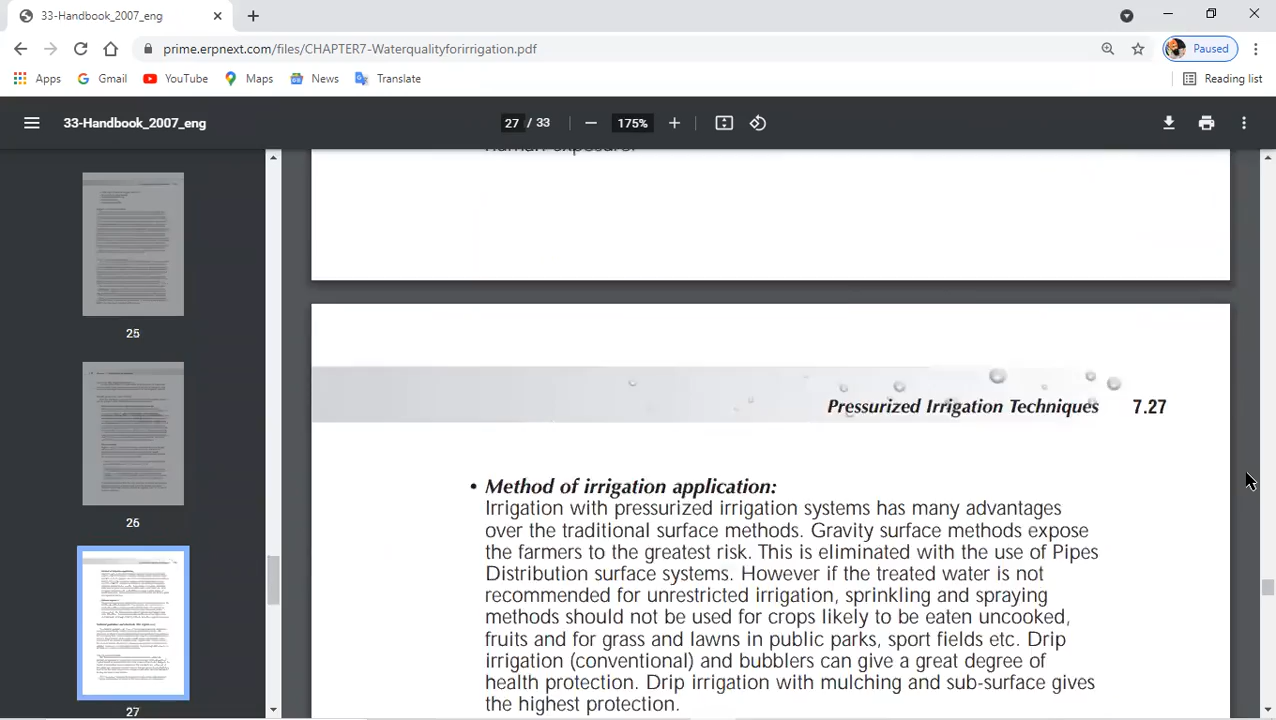 33-Handbook_2007_eng
prime.erpnext.com/files/CHAPTER7-Waterqualityforirrigation.pdf
Paused
Apps Gmail YouTube Maps News Translate Reading list
33-Handbook_2007_eng
27 / 33
175%
25
26
27
human exposure.
Pressurized Irrigation Techniques 7.27
• Method of irrigation application:
Irrigation with pressurized irrigation systems has many advantages
over the traditional surface methods. Gravity surface methods expose
the farmers to the greatest risk. This is eliminated with the use of Pipes
Distribution surface systems. However if the treated water is not
recommended for unrestricted irrigation, sprinkling and spraying
methods should not be used for crops likely to be eaten uncooked,
fruits and for grass and lawns in public parks, sport fields etc. Drip
irrigation (conventional) and bubblers can give a great degree of
health protection. Drip irrigation with mulching and sub-surface gives
the highest protection.